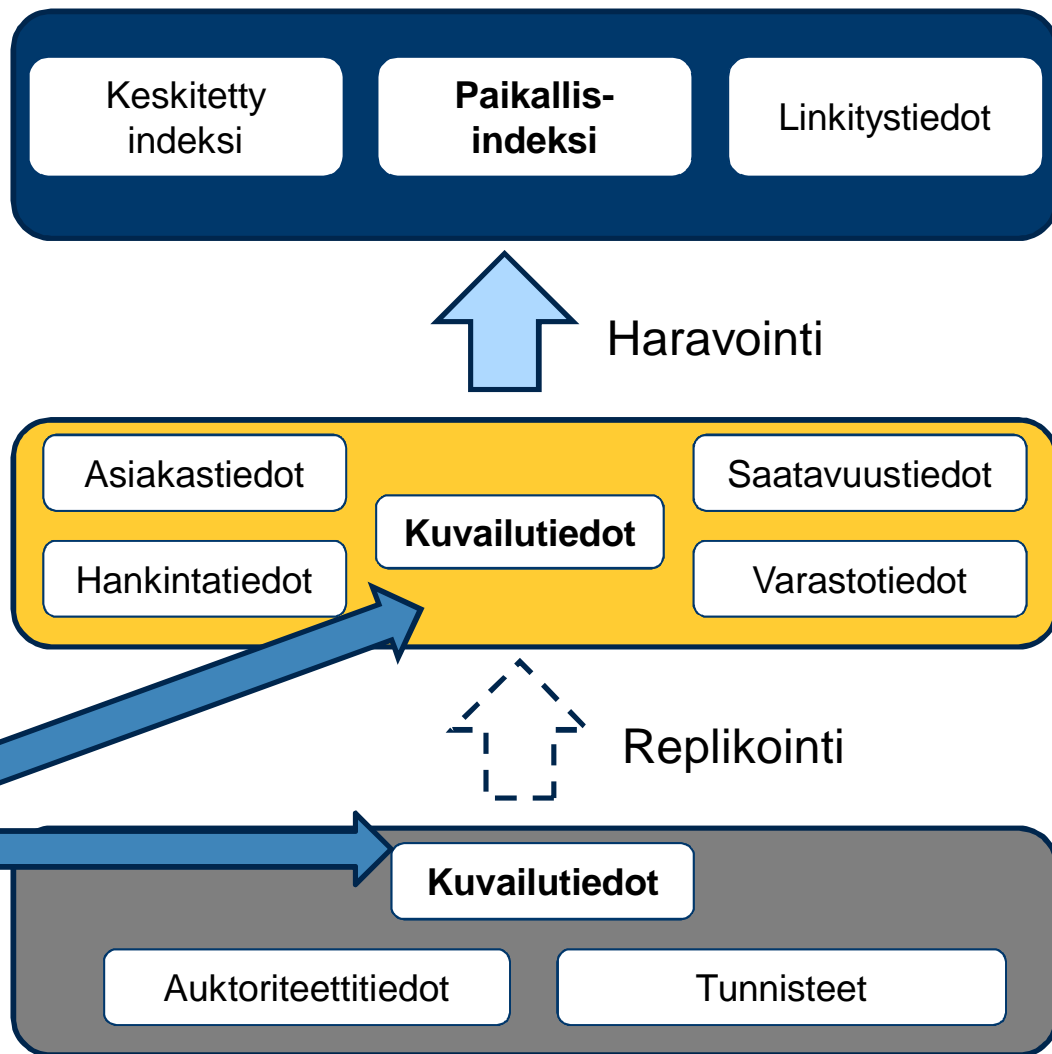 Keskitetty
indeksi
Paikallis-
indeksi
Linkitystiedot
Haravointi
Asiakastiedot
Saatavuustiedot
Kuvailutiedot
Hankintatiedot
Varastotiedot
Replikointi
Kuvailutiedot
Auktoriteettitiedot
Tunnisteet